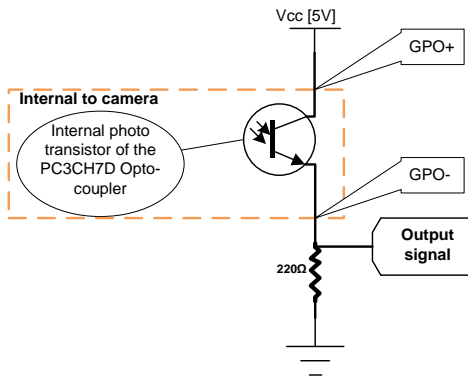 Vcc [5V]
GPO+
Internal to camera
Internal photo
transistor of the
PC3CH7D Opto-
coupler
GPO-
Output
signal
220Ω